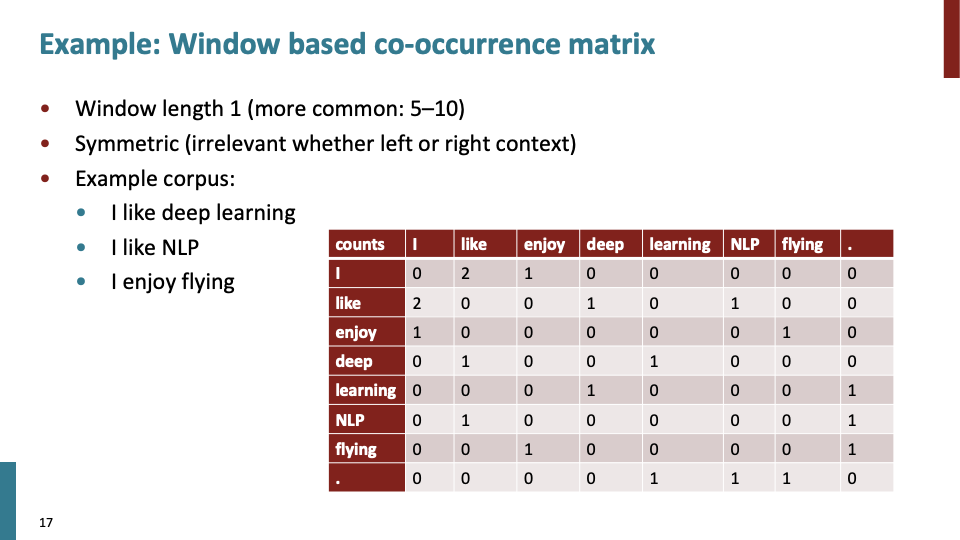 Example: Window based co-occurrence matrix
• Window length 1 (more common: 5–10)
• Symmetric (irrelevant whether left or right context)
• Example corpus:
• I like deep learning
• I like NLP
• I enjoy flying
counts I like enjoy deep learning NLP flying .
I 0 2 1 0 0 0 0 0
like 2 0 0 1 0 1 0 0
enjoy 1 0 0 0 0 0 1 0
deep 0 1 0 0 1 0 0 0
learning 0 0 0 1 0 0 0 1
NLP 0 1 0 0 0 0 0 1
flying 0 0 1 0 0 0 0 1
. 0 0 0 0 1 1 1 0
17